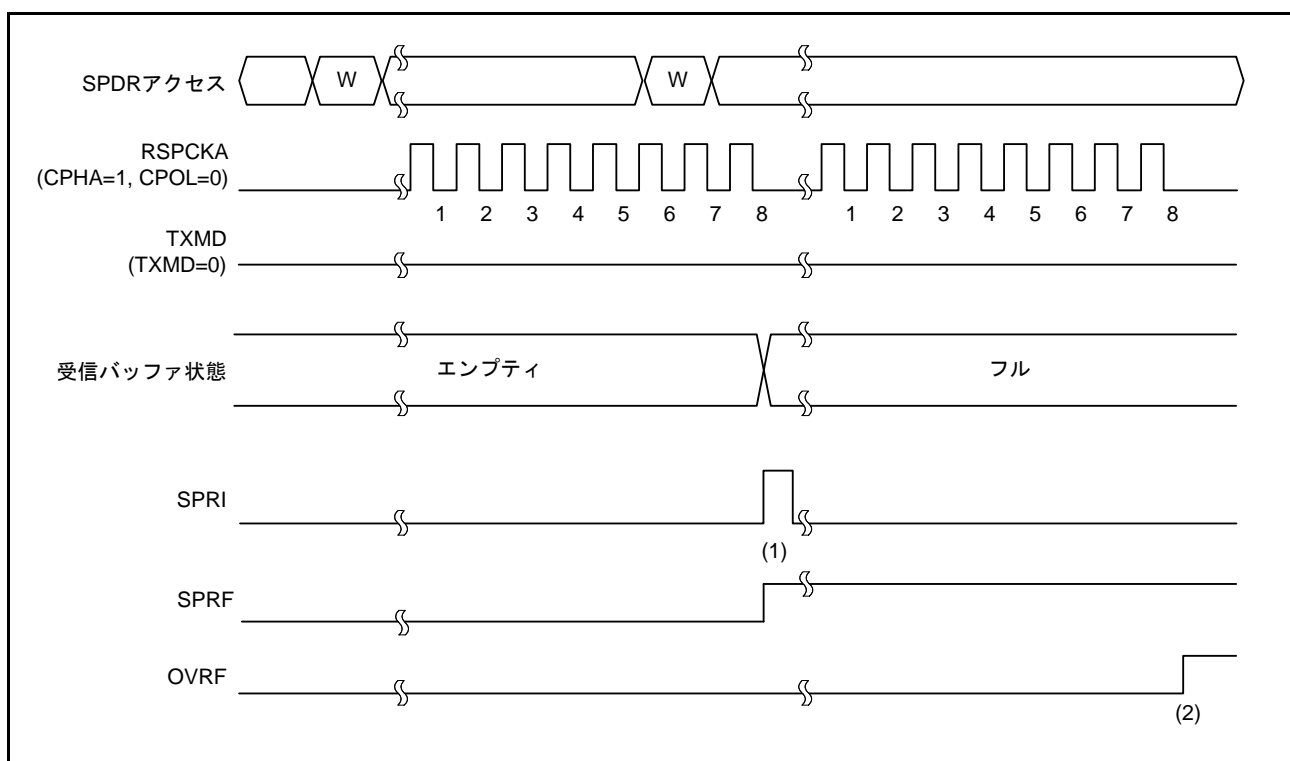 SPDRアクセス
W
W
RSPCKA
(CPHA=1, CPOL=0)
1 2 3 4 5 6 7 8 1 2 3 4 5 6 7 8
TXMD
(TXMD=0)
受信バッファ状態
エンプティ
フル
SPRI
(1)
SPRF
OVRF
(2)